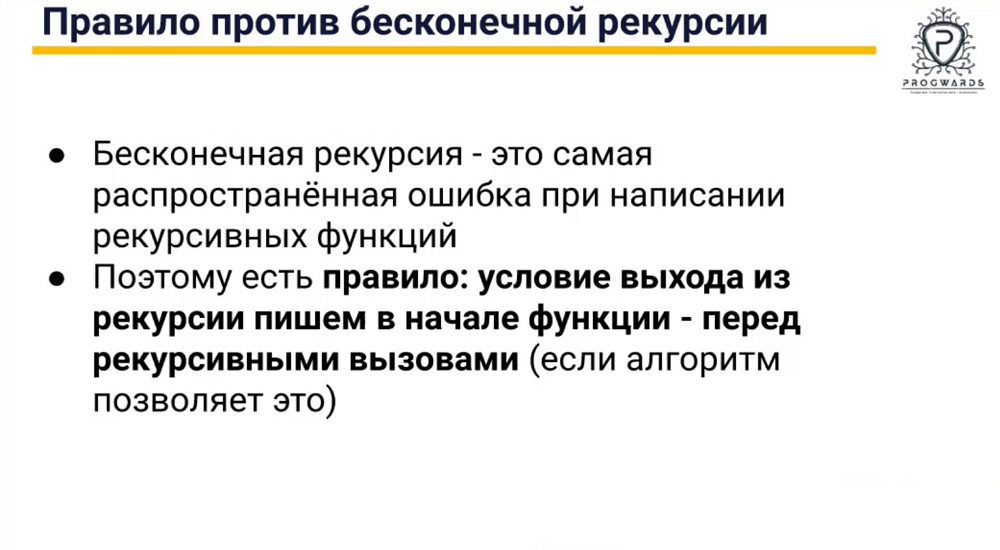 Правило против бесконечной рекурсии
PROGWARDS
● Бесконечная рекурсия - это самая
распространённая ошибка при написании
рекурсивных функций
● Поэтому есть правило: условие выхода из
рекурсии пишем в начале функции - перед
рекурсивными вызовами (если алгоритм
позволяет это)